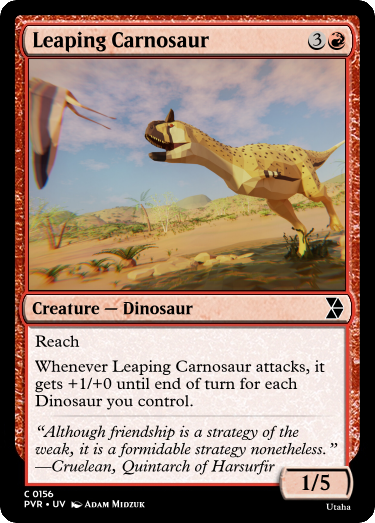 Leaping Carnosaur 3
Creature — Dinosaur
Reach
Whenever Leaping Carnosaur attacks, it
gets +1/+0 until end of turn for each
Dinosaur you control.
“Although friendship is a strategy of the
weak, it is a formidable strategy nonetheless.”
—Cruelean, Quintarch of Harsurfir
1/5
C 0156
PVR • UV Adam Midzuk
Utaha